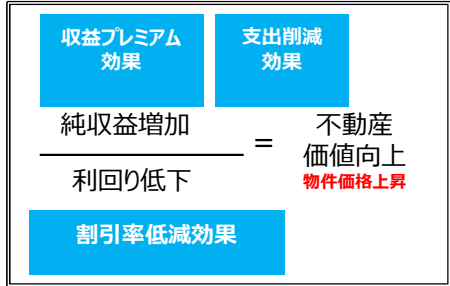 収益プレミアム
効果
支出削減
効果
純収益増加
利回り低下
=
不動産
価値向上
物件価格上昇
割引率低減効果